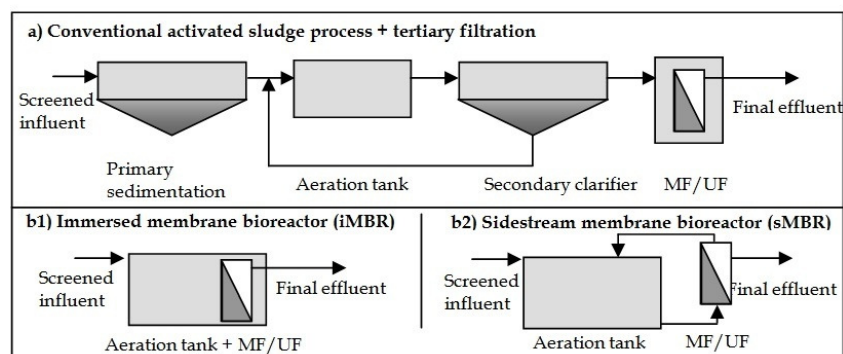 a) Conventional activated sludge process + tertiary filtration
Screened
influent
Final effluent
Primary
sedimentation
Aeration tank
Secondary clarifier
MF/UF
b1) Immersed membrane bioreactor (iMBR)
Screened
influent
Final effluent
Aeration tank + MF/UF
b2) Sidestream membrane bioreactor (sMBR)
Screened
influent
Final effluent
Aeration tank
MF/UF